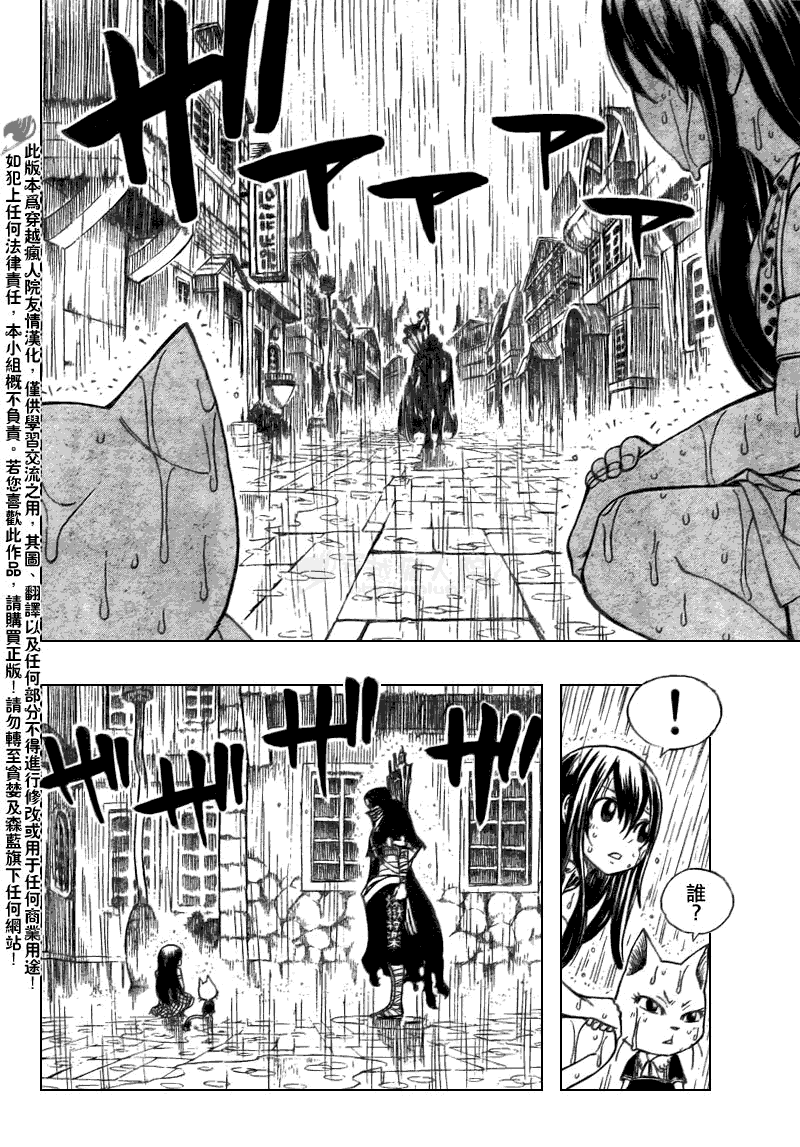 此版本爲穿越瘋人院友情漢化，僅供學習交流之用，其圖、翻譯以及任何部分不得進行修改或用于任何商業用途！
如犯上任何法律責任，本小組概不負責。若您喜歡此作品，請購買正版！請勿轉至貪婪及森藍旗下任何網站！
ザァァァァ
！
誰？
ザザザザ